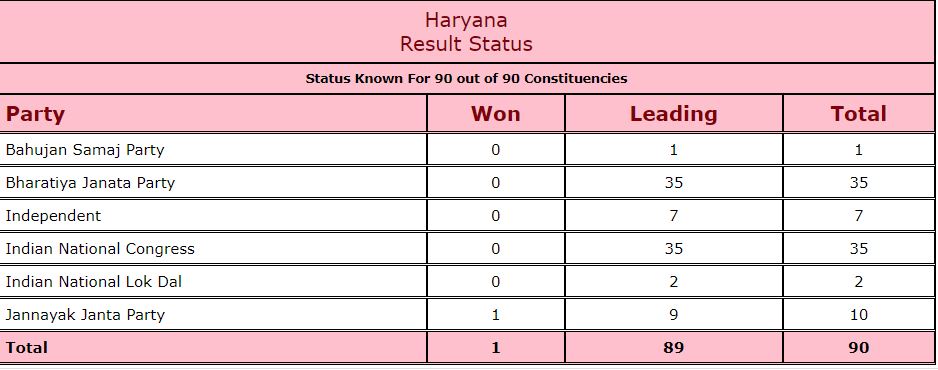 Haryana
Result Status
Status Known For 90 out of 90 Constituencies
Party Won Leading Total
Bahujan Samaj Party 0 1 1
Bharatiya Janata Party 0 35 35
Independent 0 7 7
Indian National Congress 0 35 35
Indian National Lok Dal 0 2 2
Jannayak Janta Party 1 9 10
Total 1 89 90